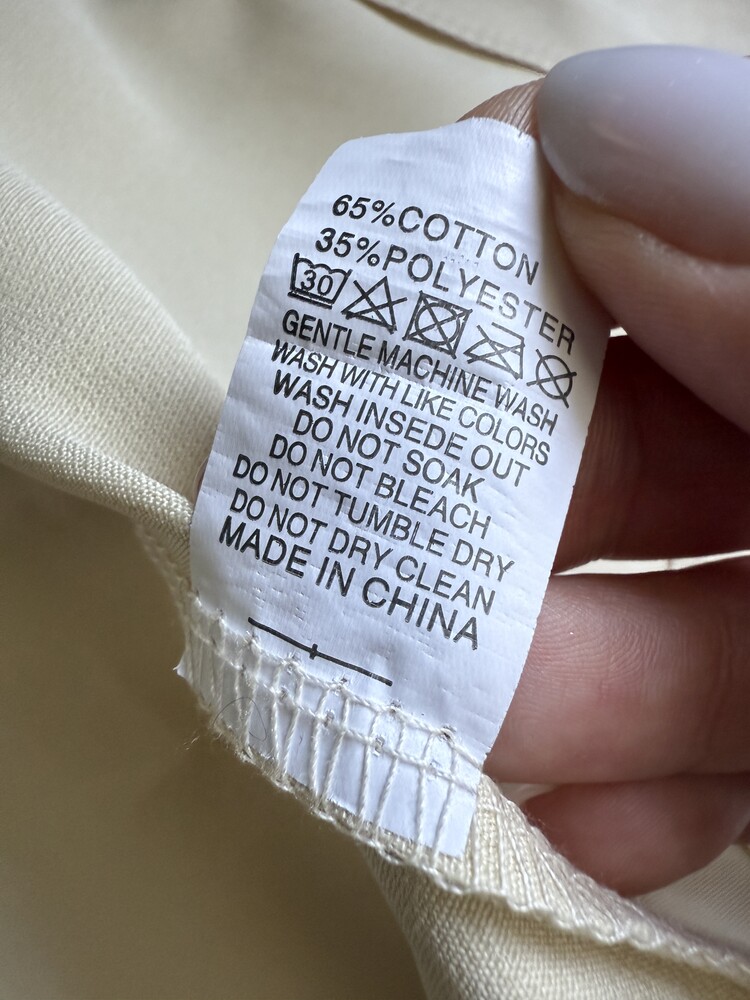 65%COTTON
35%POLYESTER
30
GENTLE MACHINE WASH
WASH WITH LIKE COLORS
WASH INSEDE OUT
DO NOT SOAK
DO NOT BLEACH
DO NOT TUMBLE DRY
DO NOT DRY CLEAN
MADE IN CHINA